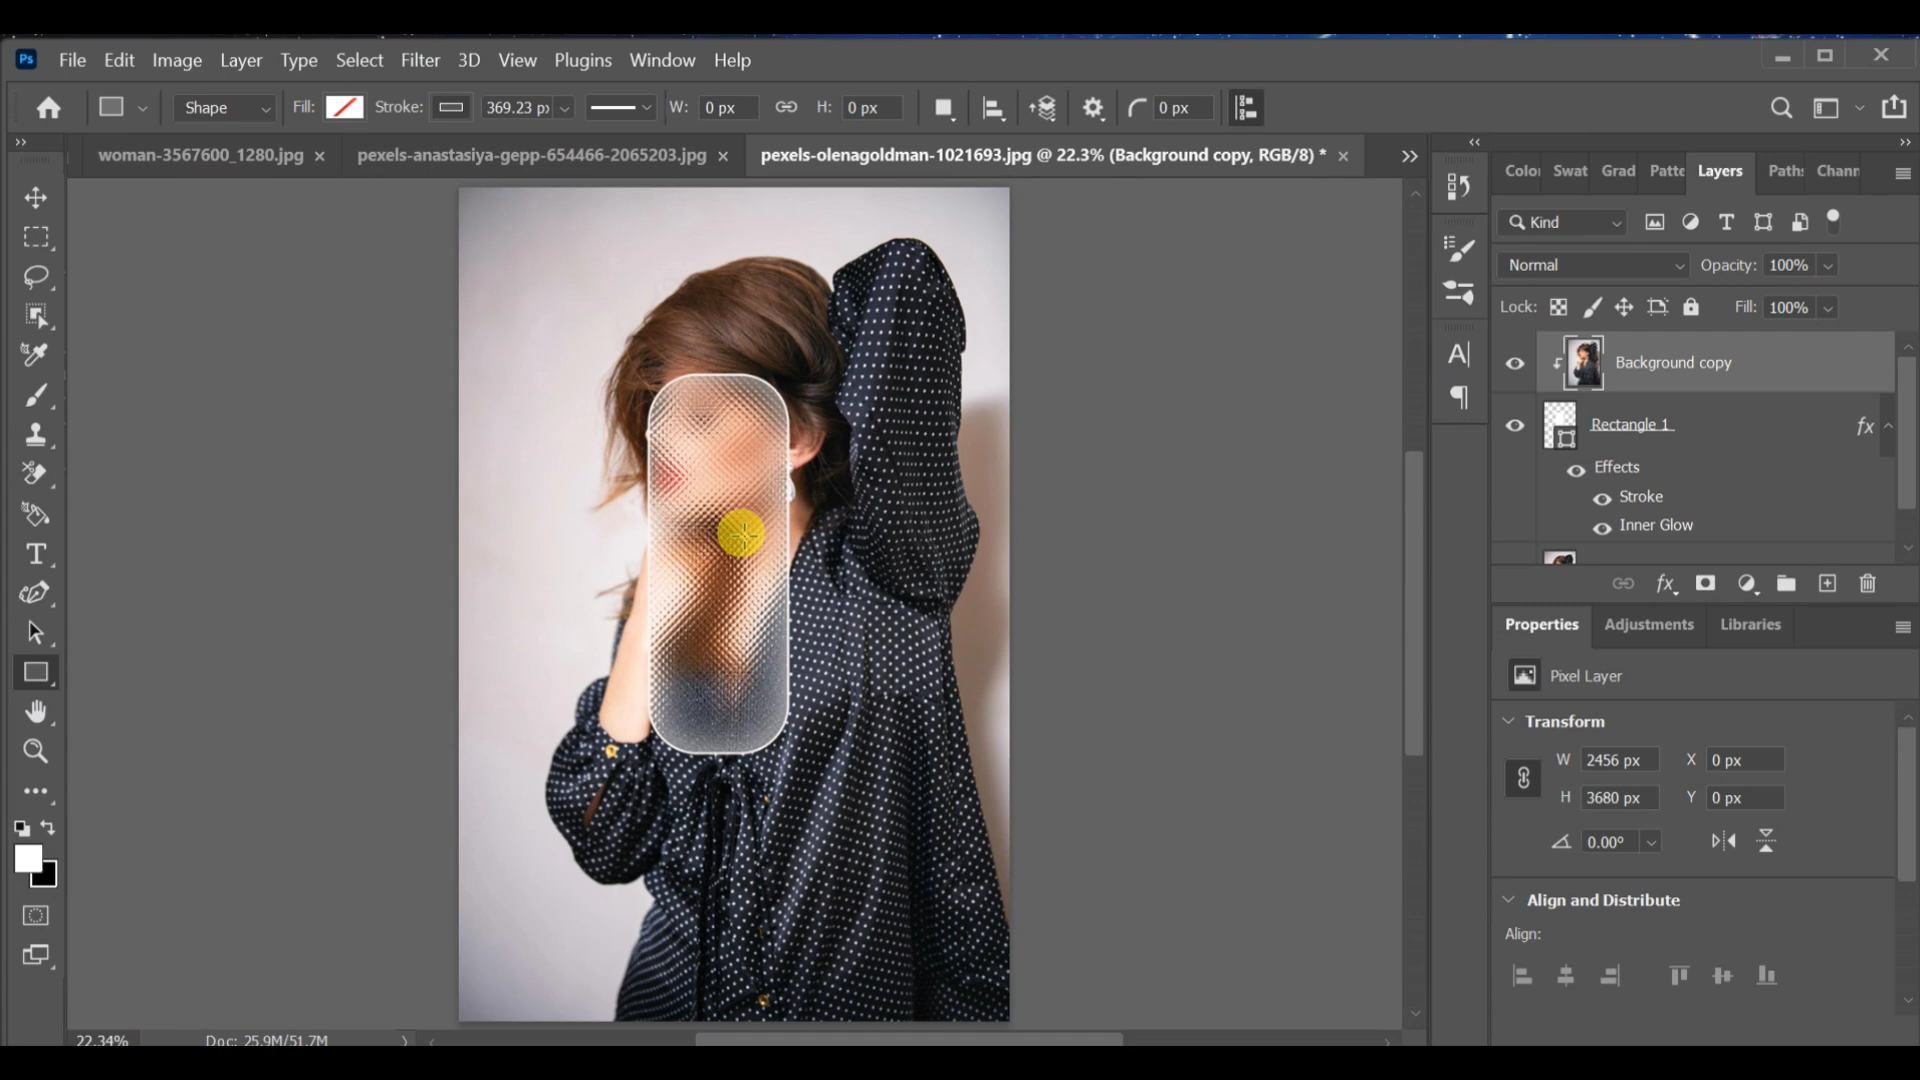 Ps File Edit Image Layer Type Select Filter 3D View Plugins Window Help
Shape Fill: Stroke: 369.23 p W: 0 px H: 0 px 0 px
woman-3567600_1280.jpg × pexels-anastasiya-gepp-654466-2065203.jpg × pexels-olenagoldman-1021693.jpg @ 22.3% (Background copy, RGB/8) * ×
Colo Swat Grad Patte Layers Paths Chann
Kind
Normal Opacity: 100%
Lock: Fill: 100%
Background copy
Rectangle 1 fx
Effects
Stroke
Inner Glow
fx
Properties Adjustments Libraries
Pixel Layer
Transform
W 2456 px X 0 px
H 3680 px Y 0 px
0.00°
Align and Distribute
Align:
22.34% Doc: 25.9M/51.7M